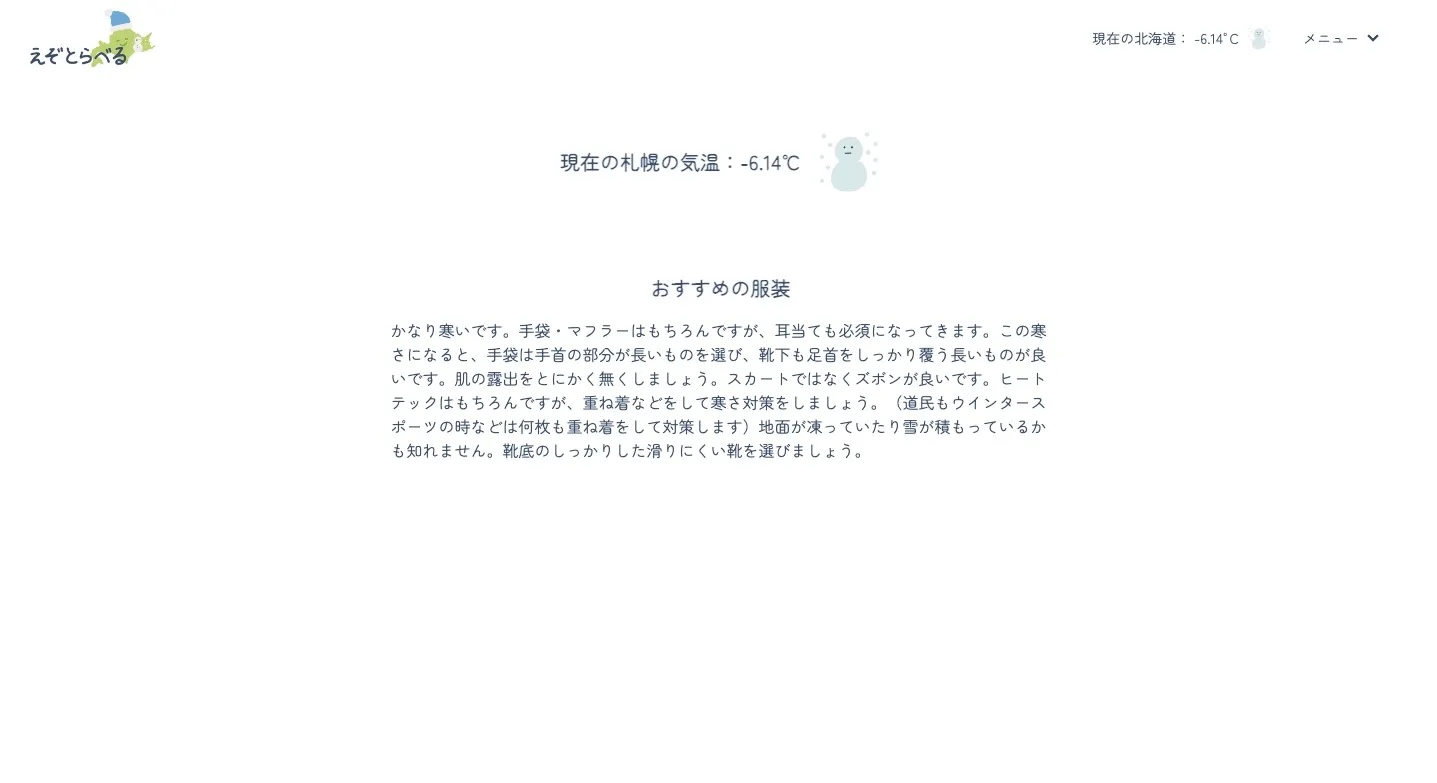 えぞとらべる
現在の北海道： -6.14°C
メニュー
現在の札幌の気温：-6.14℃
おすすめの服装
かなり寒いです。手袋・マフラーはもちろんですが、耳当ても必須になってきます。この寒
さになると、手袋は手首の部分が長いものを選び、靴下も足首をしっかり覆う長いものが良
いです。肌の露出をとにかく無くしましょう。スカートではなくズボンが良いです。ヒート
テックはもちろんですが、重ね着などをして寒さ対策をしましょう。（道民もウインタース
ポーツの時などは何枚も重ね着をして対策します）地面が凍っていたり雪が積もっているか
も知れません。靴底のしっかりした滑りにくい靴を選びましょう。